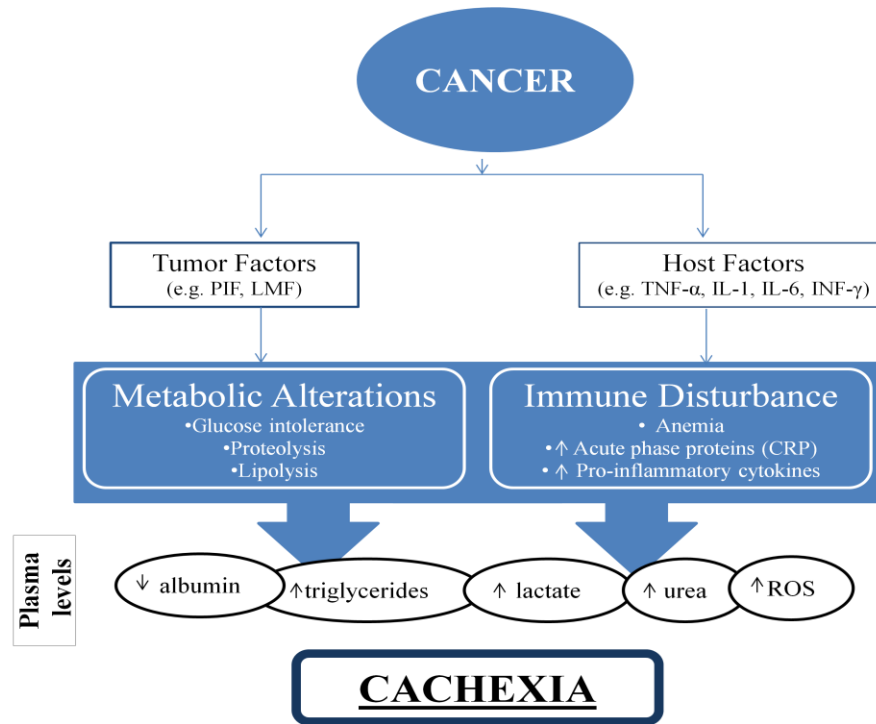 CANCER
Tumor Factors
(e.g. PIF, LMF)
Host Factors
(e.g. TNF-α, IL-1, IL-6, INF-γ)
Metabolic Alterations
•Glucose intolerance
•Proteolysis
•Lipolysis
Immune Disturbance
• Anemia
•↑ Acute phase proteins (CRP)
•↑ Pro-inflammatory cytokines
Plasma
levels
↓ albumin
↑triglycerides
↑ lactate
↑ urea
↑ROS
CACHEXIA